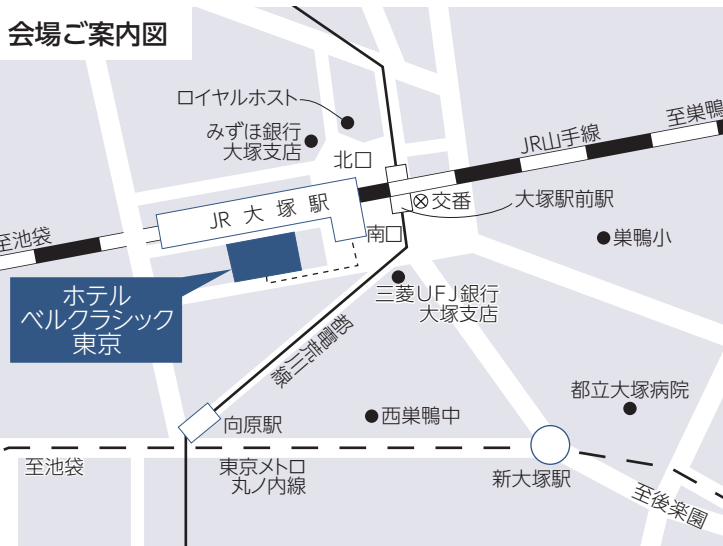 会場ご案内図
ロイヤルホスト
みずほ銀行
大塚支店
北口
JR山手線
至巣鴨
交番
大塚駅前駅
JR大塚駅
南口
巣鴨小
至池袋
ホテル
ベルクラシック
東京
三菱UFJ銀行
大塚支店
都電荒川線
都立大塚病院
向原駅
西巣鴨中
至池袋
東京メトロ
丸ノ内線
新大塚駅
至後楽園